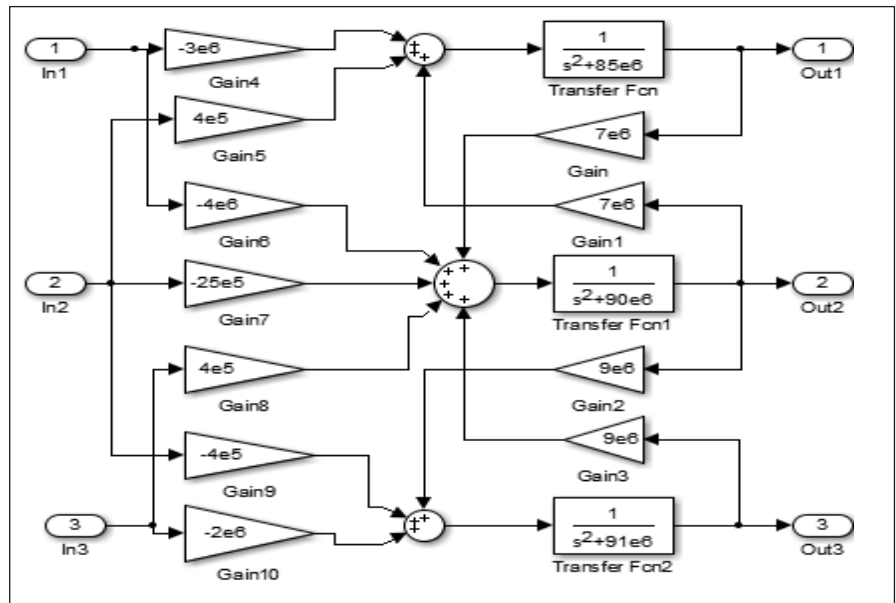 1
In1
-3e6
Gain4
+
+
+
1
s²+85e6
Transfer Fcn
1
Out1
4e5
Gain5
7e6
Gain
-4e6
Gain6
7e6
Gain1
2
In2
-25e5
Gain7
+
+
+
+
+
1
s²+90e6
Transfer Fcn1
2
Out2
4e5
Gain8
9e6
Gain2
-4e5
Gain9
9e6
Gain3
3
In3
-2e6
Gain10
+
+
+
1
s²+91e6
Transfer Fcn2
3
Out3